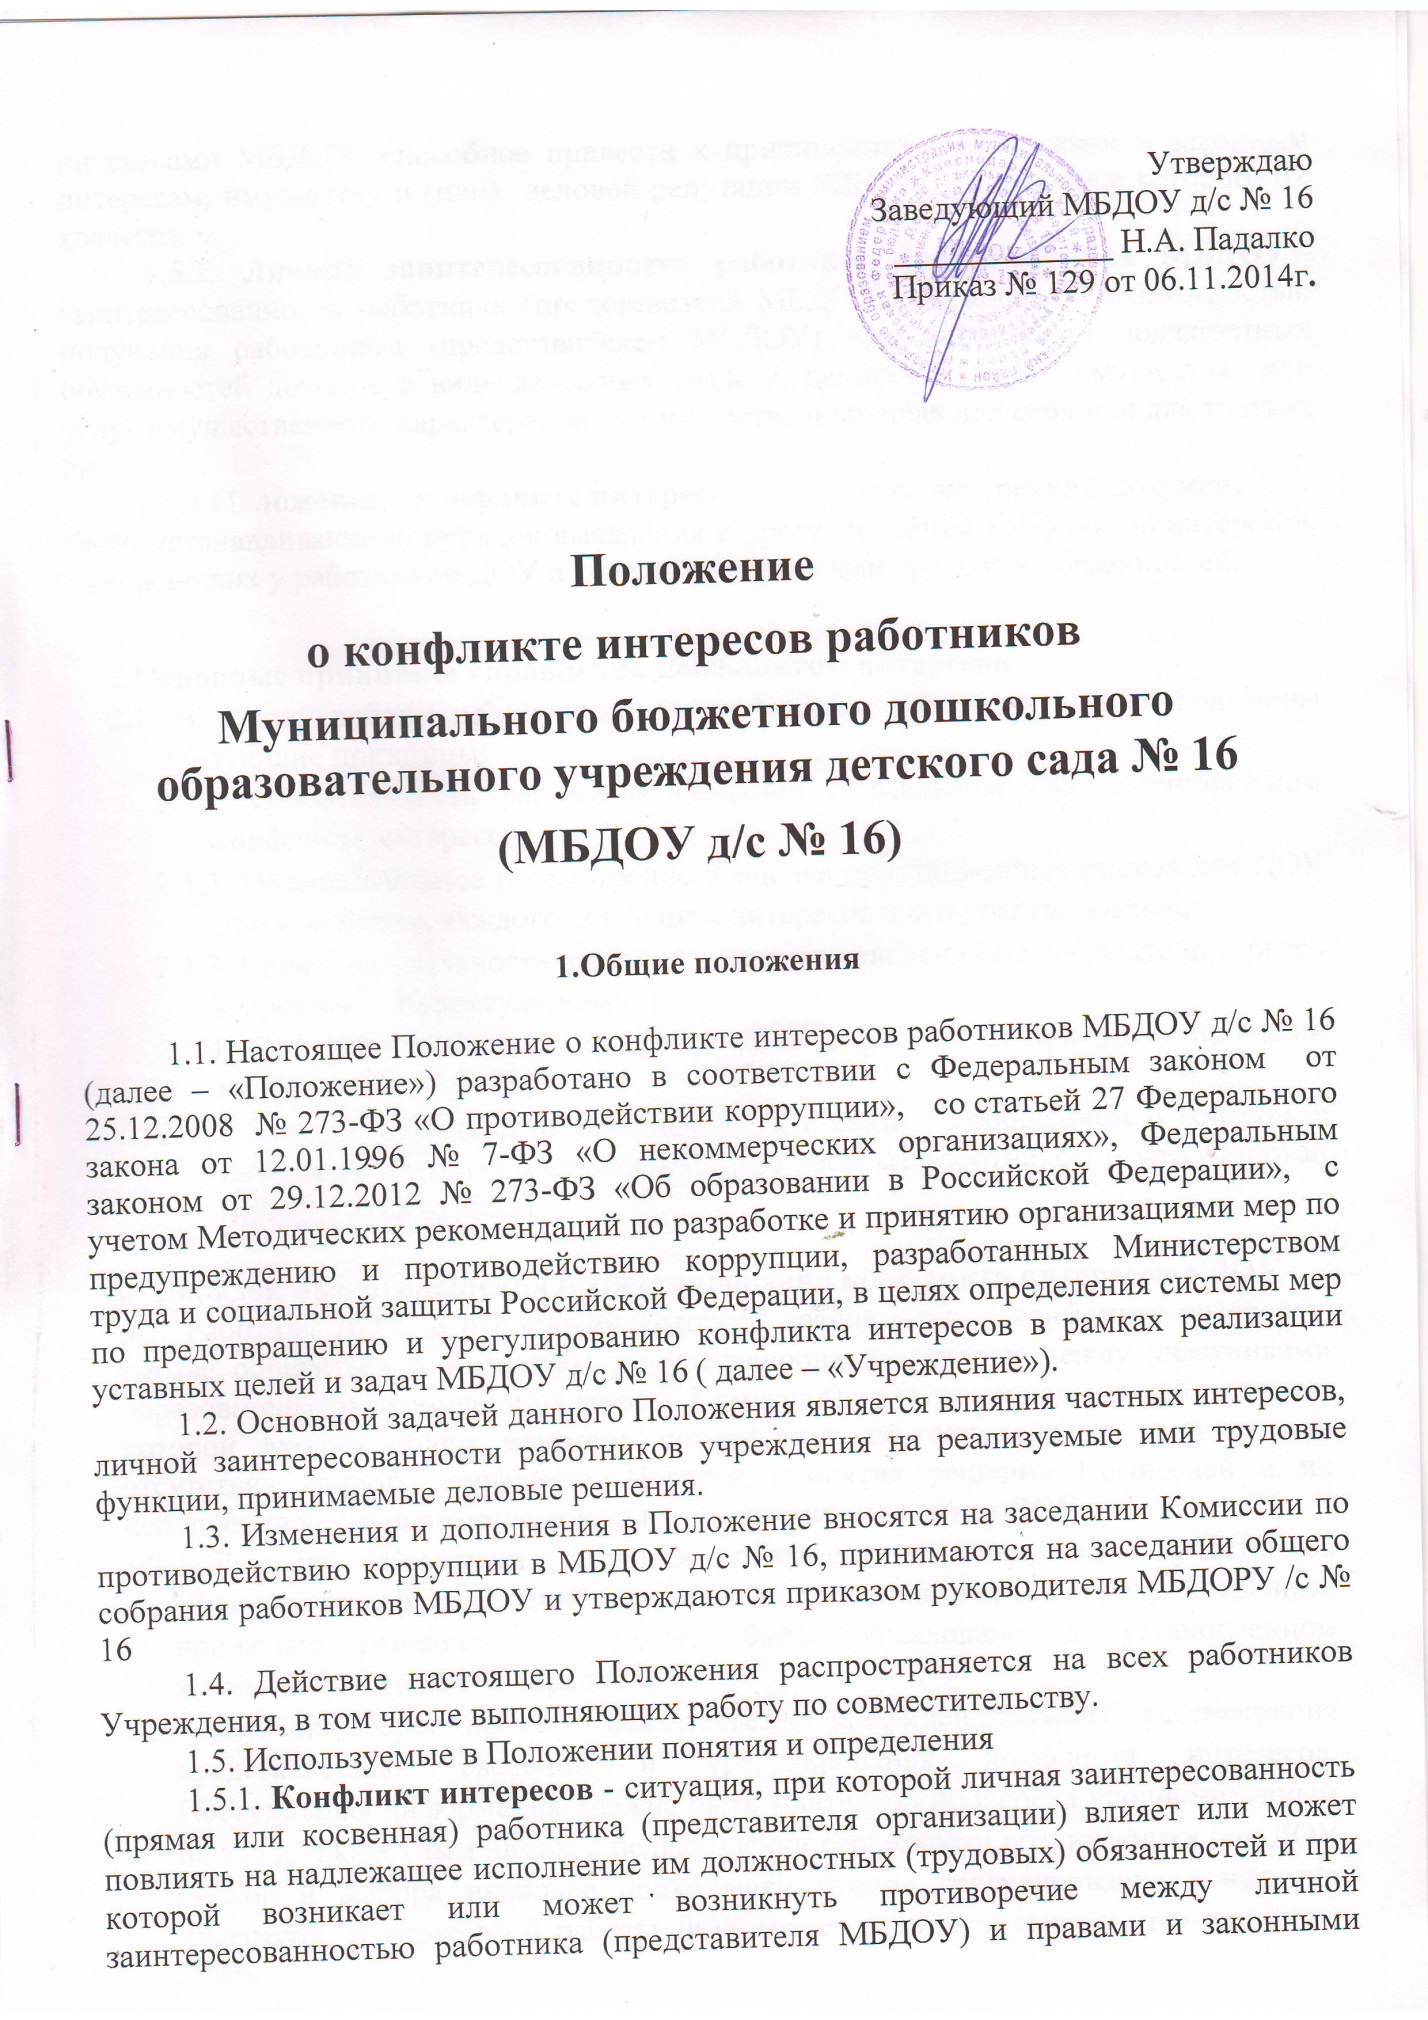 Утверждаю
Заведующий МБДОУ д/с № 16
Н.А. Падалко
Приказ № 129 от 06.11.2014г.
Положение
о конфликте интересов работников
Муниципального бюджетного дошкольного
образовательного учреждения детского сада № 16
(МБДОУ д/с № 16)
1.Общие положения
1.1. Настоящее Положение о конфликте интересов работников МБДОУ д/с № 16
(далее – «Положение») разработано в соответствии с Федеральным законом от
25.12.2008 № 273-ФЗ «О противодействии коррупции», со статьей 27 Федерального
закона от 12.01.1996 № 7-ФЗ «О некоммерческих организациях», Федеральным
законом от 29.12.2012 № 273-ФЗ «Об образовании в Российской Федерации», с
учетом Методических рекомендаций по разработке и принятию организациями мер по
предупреждению и противодействию коррупции, разработанных Министерством
труда и социальной защиты Российской Федерации, в целях определения системы мер
по предотвращению и урегулированию конфликта интересов в рамках реализации
уставных целей и задач МБДОУ д/с № 16 ( далее – «Учреждение»).
1.2. Основной задачей данного Положения является влияния частных интересов,
личной заинтересованности работников учреждения на реализуемые ими трудовые
функции, принимаемые деловые решения.
1.3. Изменения и дополнения в Положение вносятся на заседании Комиссии по
противодействию коррупции в МБДОУ д/с № 16, принимаются на заседании общего
собрания работников МБДОУ и утверждаются приказом руководителя МБДОРУ /с №
16
1.4. Действие настоящего Положения распространяется на всех работников
Учреждения, в том числе выполняющих работу по совместительству.
1.5. Используемые в Положении понятия и определения
1.5.1. Конфликт интересов - ситуация, при которой личная заинтересованность
(прямая или косвенная) работника (представителя организации) влияет или может
повлиять на надлежащее исполнение им должностных (трудовых) обязанностей и при
которой возникает или может возникнуть противоречие между личной
заинтересованностью работника (представителя МБДОУ) и правами и законными